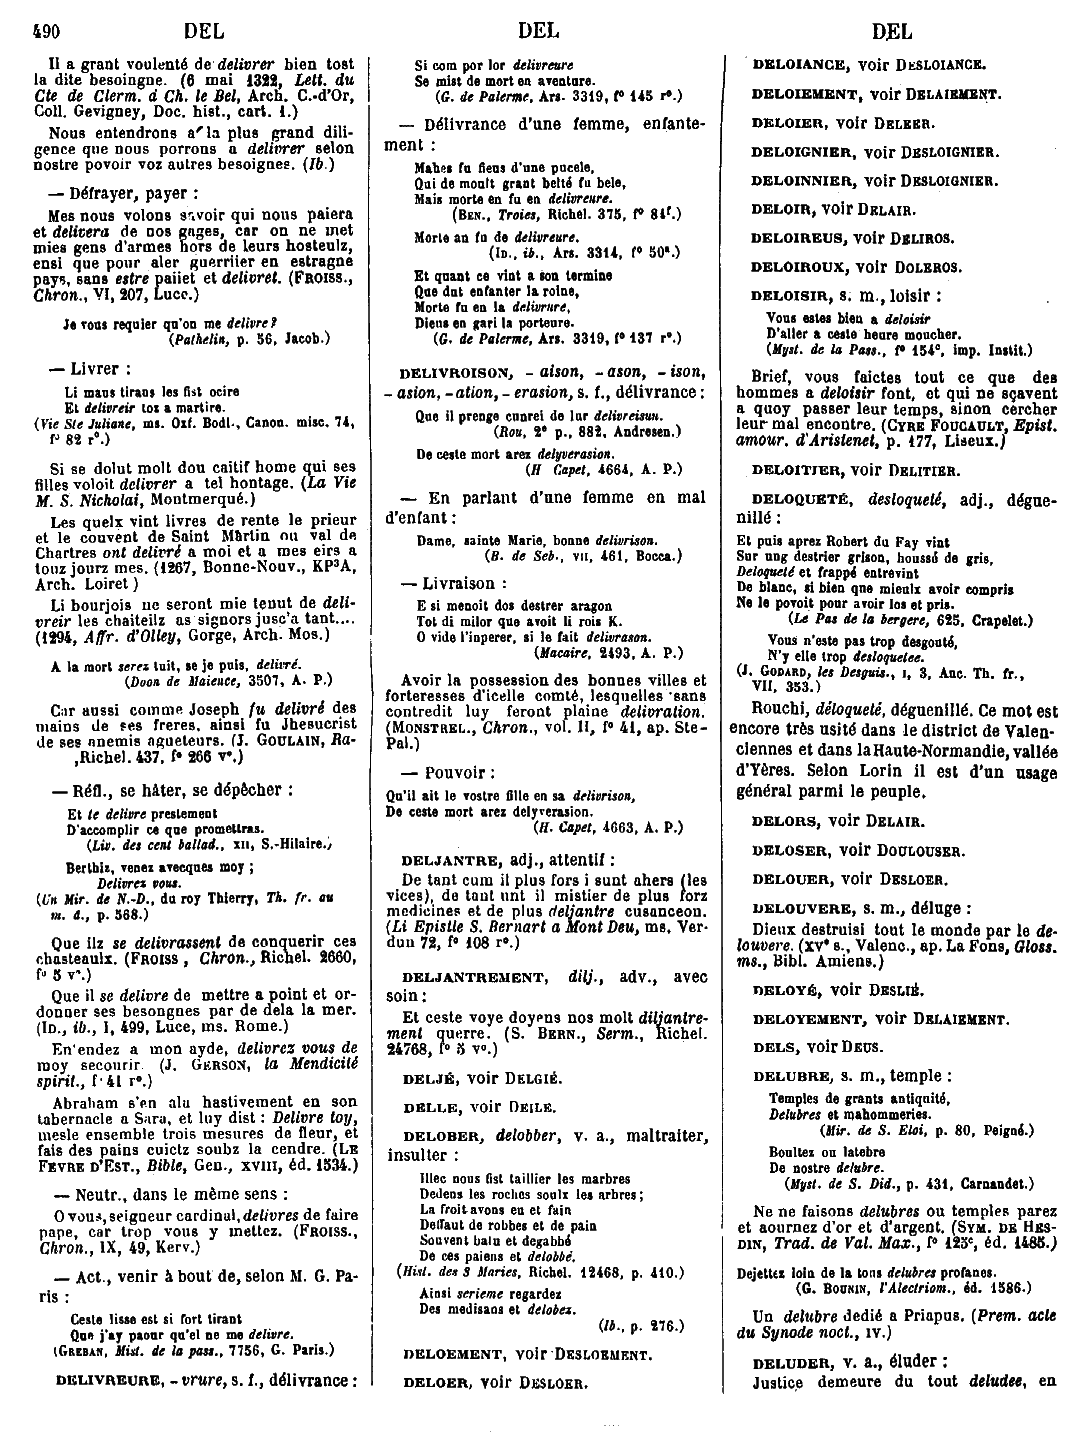 490 DEL DEL DEL
Il a grant voulenté de delivrer bien tost
la dite besoingne. (6 mai 1322, Lett. du
Cte de Clerm. à Ch. le Bel, Arch. C.-d'Or,
Coll. Gevigney, Doc. hist., cart. 1.)
Nous entendrons a la plus grand dili-
gence que nous porrons a delivrer selon
nostre povoir voz autres besoignes. (Ib.)
— Défrayer, payer :
Mes nous volons savoir qui nous paiera
et delivera de nos gages, car on ne met
mies gens d'armes hors de leurs hosteulz,
ensi que pour aler guerriier en estragne
pays, sans estre paiiet et delivret. (FROISS.,
Chron., VI, 207, Luce.)
Je vous requier qu'on me delivre ?
(Pathelin, p. 56, Jacob.)
— Livrer :
Li mans tirans les fist ocire
Et delivreir tos a martire.
(Vie Ste Juliane, ms. Oxf. Bodl., Canon. misc. 74,
f° 82 r°.)
Si se dolut molt dou caitif home qui ses
filles voloit delivrer a tel hontage. (La Vie
M. S. Nicholai, Montmerqué.)
Les quelx vint livres de rente le prieur
et le couvent de Saint Martin ou val de
Chartres ont delivré a moi et a mes eirs a
touz jourz mes. (1267, Bonne-Nouv., KP³A,
Arch. Loiret)
Li bourjois ne seront mie tenut de deli-
vreir les chaiteilz as signors jusc'a tant....
(1294, Affr. d'Olley, Gorge, Arch. Mos.)
A la mort serez tuit, se je puis, delivré.
(Doon de Maience, 3507, A. P.)
Car aussi comme Joseph fu delivré des
mains de ses freres, ainsi fu Jhesucrist
de ses anemis agueteurs. (J. GOULAIN, Ra-
,Richel. 437, f° 266 v°.)
— Réfl., se hâter, se dépêcher :
Et te delivre prestement
D'accomplir ce que promettras.
(Liv. des cent ballad., XII, S.-Hilaire.)
Berthiz, venez avecques moy ;
Delivrez vous.
(Un Mir. de N.-D., du roy Thierry, Th. fr. au
m. â., p. 568.)
Que ilz se delivrassent de conquerir ces
chasteaulx. (FROISS , Chron., Richel. 2660,
f° 5 v°.)
Que il se delivre de mettre a point et or-
donner ses besongnes par de dela la mer.
(ID., ib., I, 499, Luce, ms. Rome.)
Entendez a mon ayde, delivrez vous de
moy secourir. (J. GERSON, la Mendicité
spirit., f° 41 r°.)
Abraham s'en ala hastivement en son
tabernacle a Sara, et luy dist : Delivre toy,
mesle ensemble trois mesures de fleur, et
fais des pains cuictz soubz la cendre. (LE
FEVRE D'EST., Bible, Gen., XVIII, éd. 1534.)
— Neutr., dans le même sens :
O vous, seigneur cardinal, delivres de faire
pape, car trop vous y mettez. (FROISS.,
Chron., IX, 49, Kerv.)
— Act., venir à bout de, selon M. G. Pa-
ris :
Ceste lisse est si fort tirant
Que j'ay paour qu'el ne me delivre.
(GREBAN, Mist. de la pass., 7756, G. Paris.)
DELIVREURE, - vrure, s. f., délivrance :
Si com por lor delivreure
Se mist de mort en aventure.
(G. de Palerme, Ars. 3319, f° 145 r°.)
— Délivrance d'une femme, enfante-
ment :
Mahes fu fiens d'une pucele,
Qui de moult grant belté fu bele,
Mais morte en fu en delivreure.
(BEN., Troies, Richel. 375, f° 84f.)
Morte an fu de delivreure.
(ID., ib., Ars. 3314, f° 50ª.)
Et quant ce vint a son termine
Que dut enfanter la roine,
Morte fu en la delivrure,
Dieus en gari la porteure.
(G. de Palerme, Ars. 3319, f° 137 r°.)
DELIVROISON, - aison, - ason, - ison,
- asion, - ation, - erasion, s. f., délivrance :
Que il prenge cunrei de lur delivreisun.
(Rou, 2° p., 882, Andresen.)
De ceste mort arez delyverasion.
(H Capet, 4664, A. P.)
— En parlant d'une femme en mal
d'enfant :
Dame, sainte Marie, bonne delivrison.
(B. de Seb., VII, 461, Bocca.)
— Livraison :
E si menoit dos destrer aragon
Tot di milor que avoit li rois K.
O vide l'inperer, si le fait delivrason.
(Macaire, 2493, A. P.)
Avoir la possession des bonnes villes et
forteresses d'icelle comté, lesquelles sans
contredit luy feront plaine delivration.
(MONSTREL., Chron., vol. II, f° 41, ap. Ste-
Pal.)
— Pouvoir :
Qu'il ait le vostre fille en sa delivrison,
De ceste mort arez delyverasion.
(H. Capet, 4663, A. P.)
DELJANTRE, adj., attentif :
De tant cum il plus fors i sunt ahers (les
vices), de tant unt il mistier de plus forz
medicines et de plus deljantre cusanceon.
(Li Epistle S. Bernart a Mont Deu, ms. Ver-
dun 72, f° 108 r°.)
DELJANTREMENT, dilj., adv., avec
soin :
Et ceste voye doyens nos molt diljantre-
ment querre. (S. BERN., Serm., Richel.
24768, f° 5 v°.)
DELJÉ, voir DELGIÉ.
DELLE, voir DEILE.
DELOBER, delobber, v. a., maltraiter,
insulter :
Illec nous fist taillier les marbres
Dedens les roches soulx les arbres ;
La froit avons eu et fain
Deffaut de robbes et de pain
Souvent batu et degabbé
De ces paiens et delobbé.
(Hist. des 3 Maries, Richel. 12468, p. 410.)
Ainsi serieme regardez
Des medisans et delobez.
(Ib., p. 276.)
DELOEMENT, voir DESLOEMENT.
DELOER, voir DESLOER.
DELOIANCE, voir DESLOIANCE.
DELOIEMENT, voir DELAIEMENT.
DELOIER, voir DELEER.
DELOIGNIER, voir DESLOIGNIER.
DELOINNIER, voir DESLOIGNIER.
DELOIR, voir DELAIR.
DELOIREUS, voir DELIROS.
DELOIROUX, voir DOLEROS.
DELOISIR, s. m., loisir :
Vous estes bien a deloisir
D'aller a ceste heure moucher.
(Myst. de la Pass., f° 154c, imp. Instit.)
Brief, vous faictes tout ce que des
hommes a deloisir font, et qui ne sçavent
a quoy passer leur temps, sinon cercher
leur mal encontre. (CYRE FOUCAULT, Epist.
amour. d'Aristenet, p. 177, Liseux.)
DELOITIER, voir DELITIER.
DELOQUETÉ, desloqueté, adj., dégue-
nillé :
Et puis aprez Robert du Fay vint
Sur ung destrier grison, houssé de gris,
Deloqueté et frappé entrevint
De blanc, si bien que mieulx avoir compris
Ne le povoit pour avoir los et pris.
(Le Pas de la bergere, 625, Crapelet.)
Vous n'este pas trop desgouté,
N'y elle trop desloquetee.
(J. GODARD, les Desguis., I, 3, Anc. Th. fr.,
VII, 353.)
Rouchi, déloqueté, déguenillé. Ce mot est
encore très usité dans le district de Valen-
ciennes et dans la Haute-Normandie, vallée
d'Yères. Selon Lorin il est d'un usage
général parmi le peuple.
DELORS, voir DELAIR.
DELOSER, voir DOULOUSER.
DELOUER, voir DESLOER.
DELOUVERE, s. m., déluge :
Dieux destruisi tout le monde par le de-
louvere. (XV° s., Valenc., ap. La Fons, Gloss.
ms., Bibl. Amiens.)
DELOYÉ, voir DESLIÉ.
DELOYEMENT, voir DELAIEMENT.
DELS, voir DEUS.
DELUBRE, s. m., temple :
Temples de grants antiquité,
Delubres et mahommeries.
(Mir. de S. Eloi, p. 80, Peigné.)
Boultez ou latebre
De nostre delubre.
(Myst. de S. Did., p. 431, Carnandet.)
Ne ne faisons delubres ou temples parez
et aournez d'or et d'argent. (SYM. DE HES-
DIN, Trad. de Val. Max., f° 123c, éd. 1485.)
Dejettez loin de la tous delubres profanes.
(G. BOUNIN, l'Alectriom., éd. 1586.)
Un delubre dedié a Priapus. (Prem. acte
du Synode noct., IV.)
DELUDER, v. a., éluder :
Justice demeure du tout deludee, en